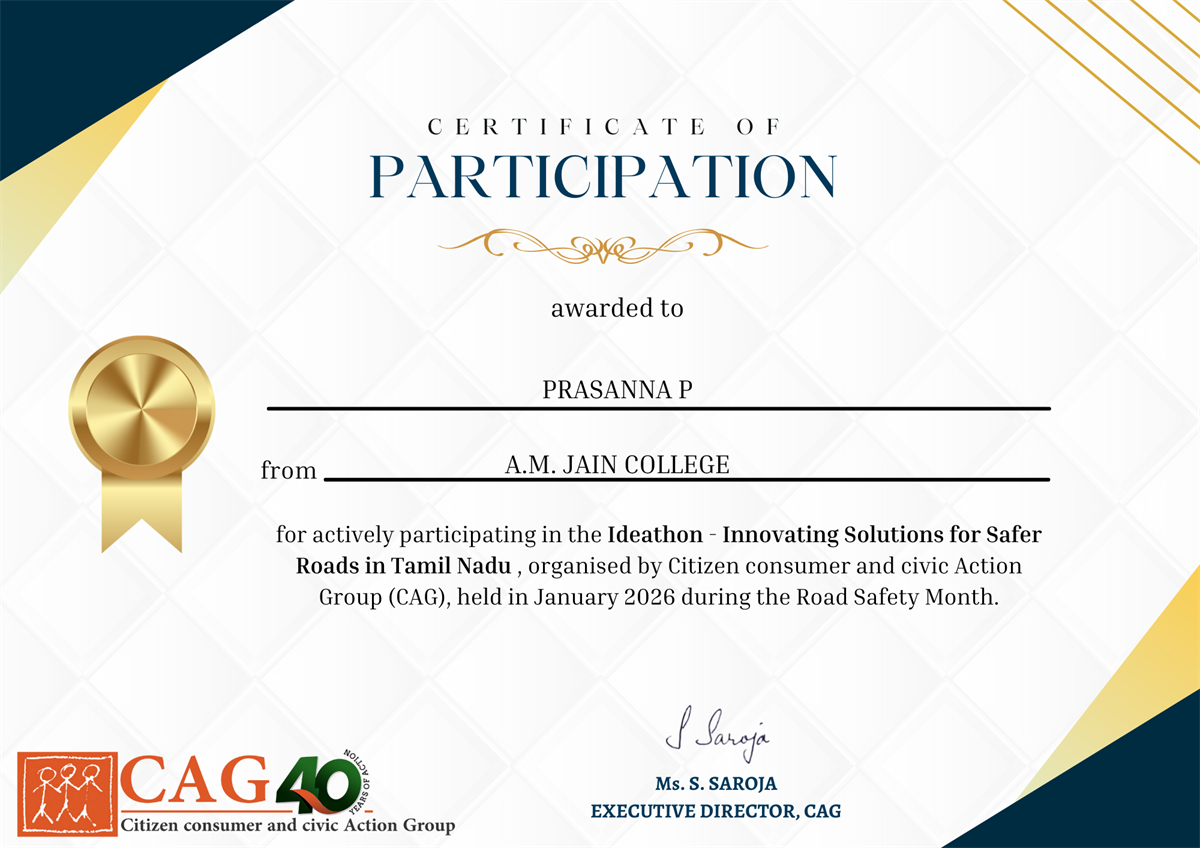 CERTIFICATE OF
PARTICIPATION
awarded to
PRASANNA P
from A.M. JAIN COLLEGE
for actively participating in the Ideathon - Innovating Solutions for Safer
Roads in Tamil Nadu , organised by Citizen consumer and civic Action
Group (CAG), held in January 2026 during the Road Safety Month.
S Saroja
Ms. S. SAROJA
EXECUTIVE DIRECTOR, CAG
CAG 40 YEARS OF ACTION
Citizen consumer and civic Action Group